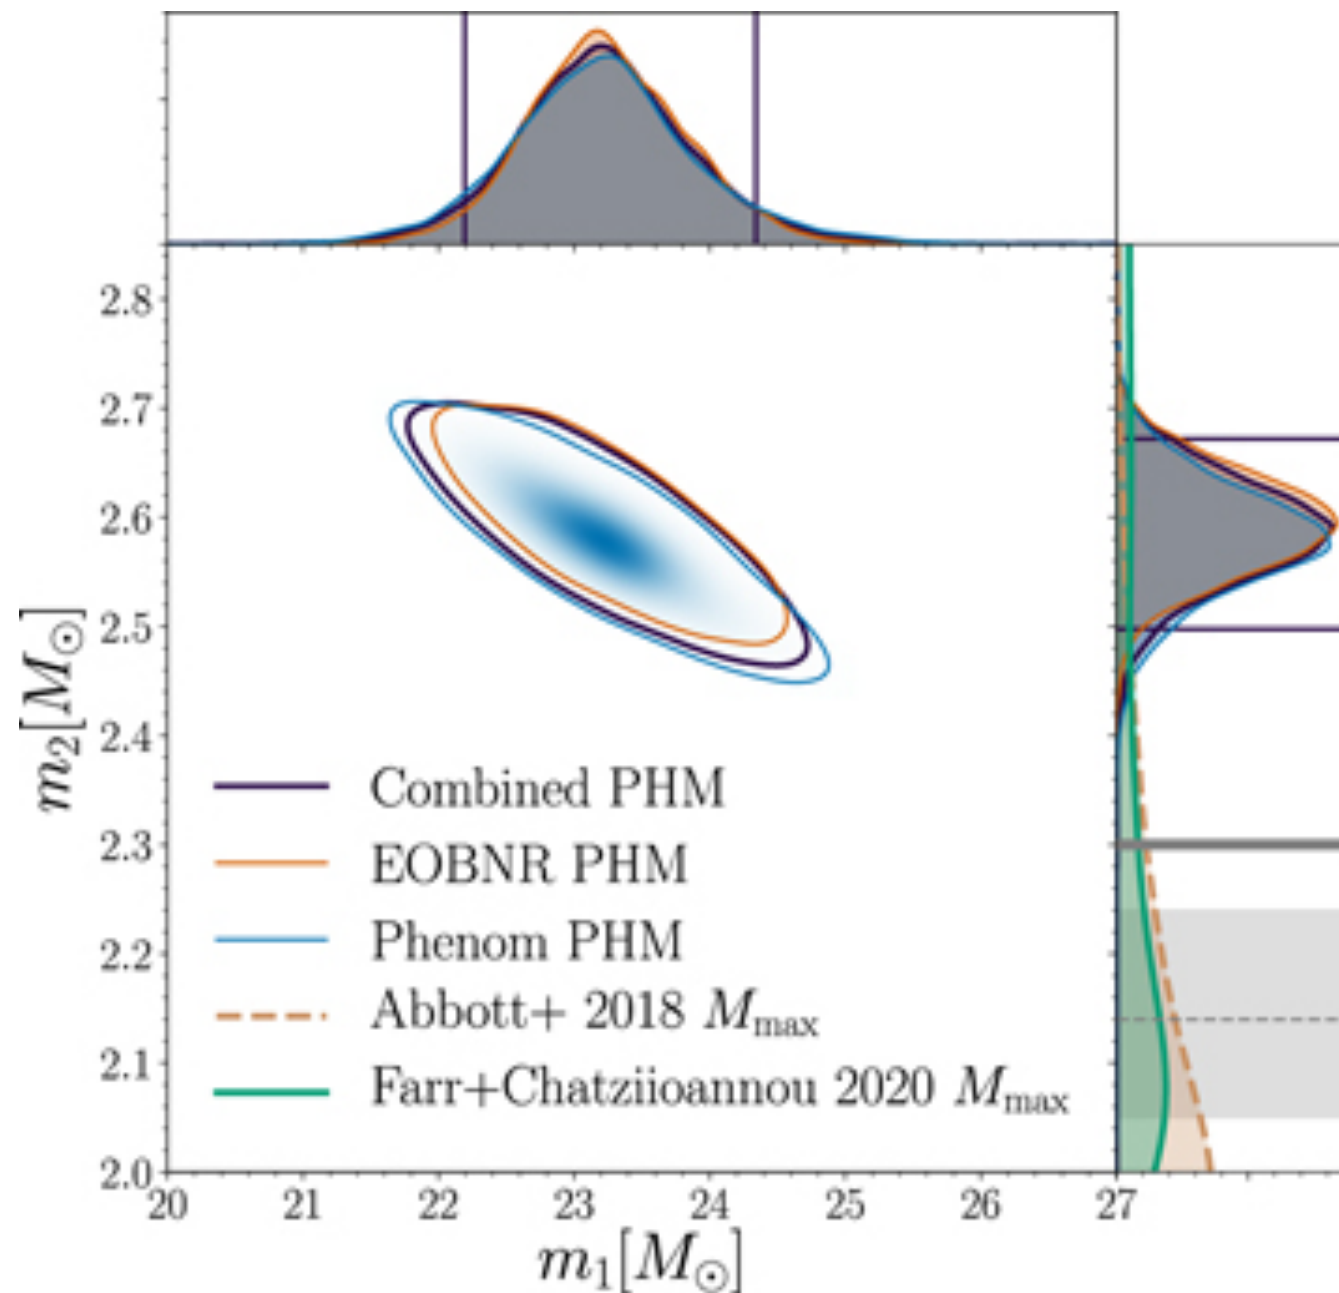 2.8
2.7
2.6
2.5
2.4
2.3
2.2
2.1
2.0
m₂[M☉]
Combined PHM
EOBNR PHM
Phenom PHM
Abbott+ 2018 Mmax
Farr+Chatziioannou 2020 Mmax
20 21 22 23 24 25 26 27
m₁[M☉]